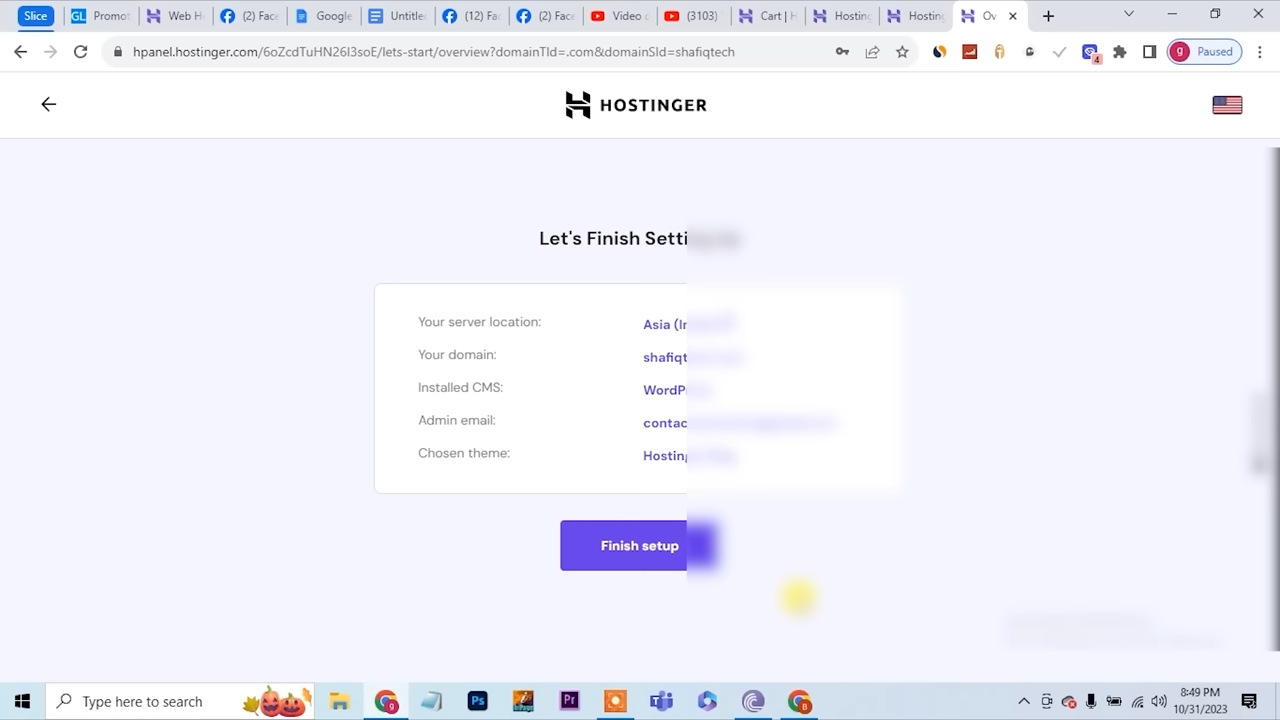 Slice
Promot
Web H
(2) Face
Google
Untitle
(12) Fa
(2) Face
Video
(3103)
Cart | H
Hosting
Hosting
Ov
hpanel.hostinger.com/6oZcdTuHN26I3soE/lets-start/overview?domainTld=.com&domainSld=shafiqtech
4
g
Paused
HOSTINGER
Let's Finish Setti
Your server location:
Asia (In
Your domain:
shafiqt
Installed CMS:
WordP
Admin email:
contac
Chosen theme:
Hosting
Finish setup
Type here to search
8:49 PM
10/31/2023